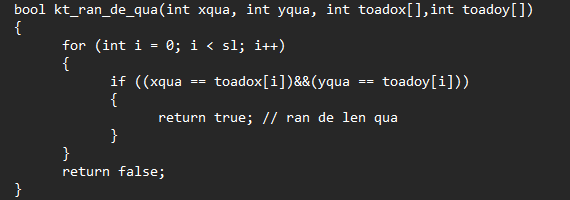 bool kt_ran_de_qua(int xqua, int yqua, int toadox[],int toadoy[])
{
for (int i = 0; i < sl; i++)
{
if ((xqua == toadox[i])&&(yqua == toadoy[i]))
{
return true; // ran de len qua
}
}
return false;
}